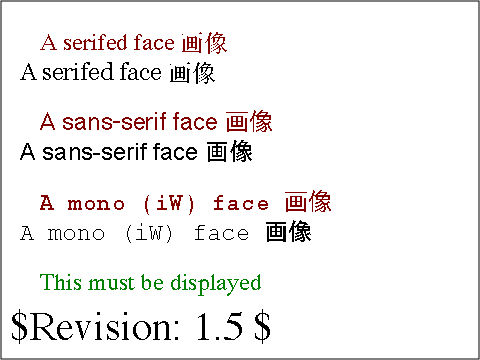 A serifed face 画像
A serifed face 画像
A sans-serif face 画像
A sans-serif face 画像
A mono (iW) face 画像
A mono (iW) face 画像
This must be displayed
$Revision: 1.5 $